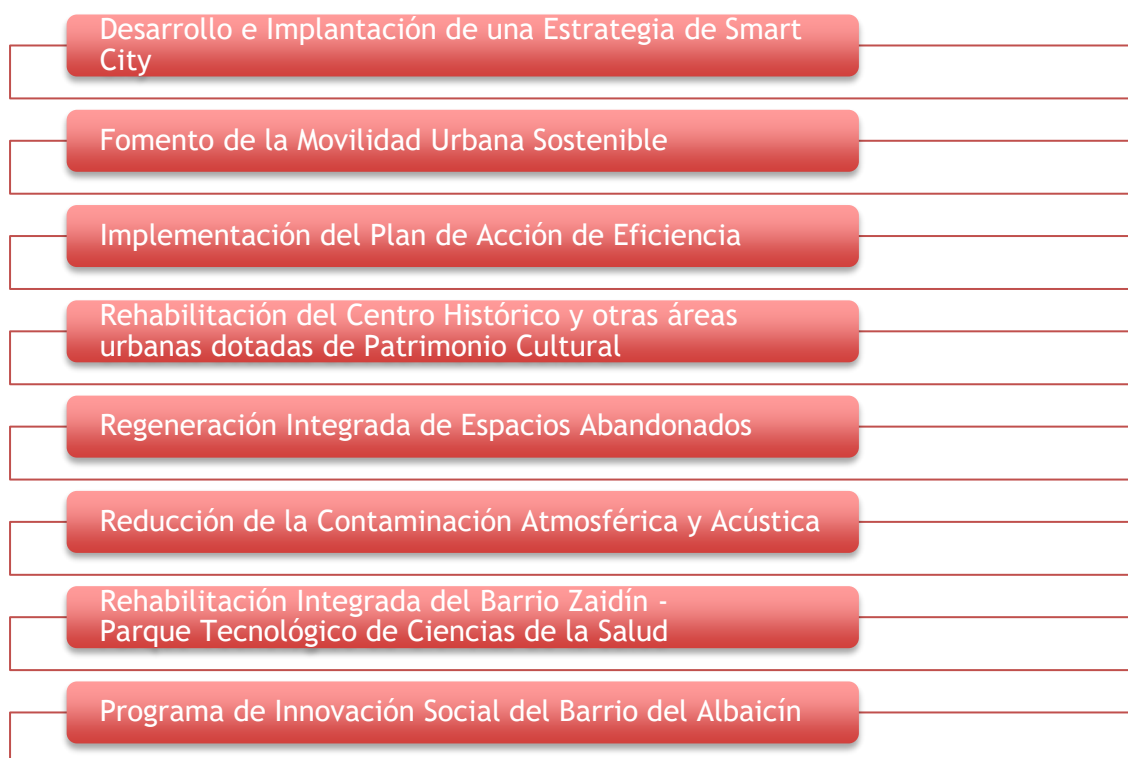 Desarrollo e Implantación de una Estrategia de Smart
City
Fomento de la Movilidad Urbana Sostenible
Implementación del Plan de Acción de Eficiencia
Rehabilitación del Centro Histórico y otras áreas
urbanas dotadas de Patrimonio Cultural
Regeneración Integrada de Espacios Abandonados
Reducción de la Contaminación Atmosférica y Acústica
Rehabilitación Integrada del Barrio Zaidín -
Parque Tecnológico de Ciencias de la Salud
Programa de Innovación Social del Barrio del Albaicín